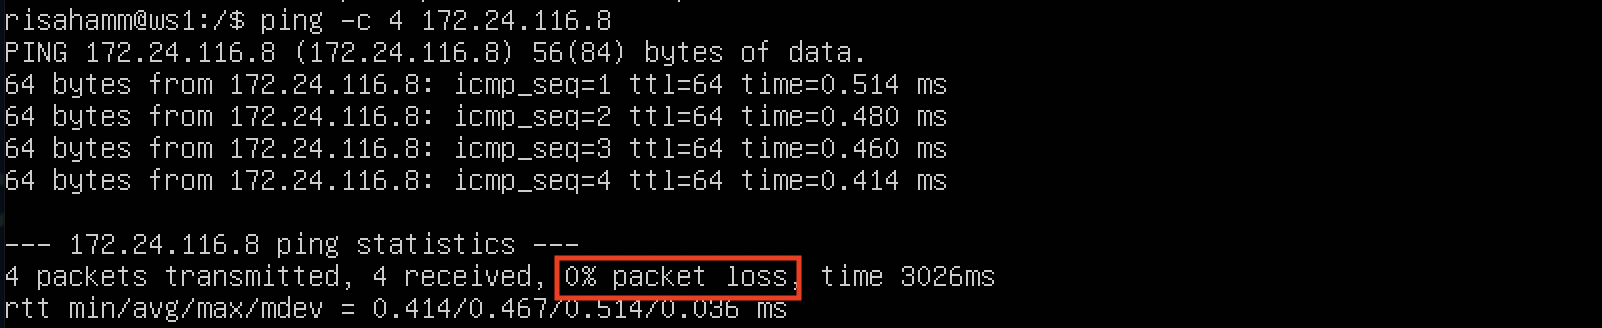 risahamm@ws1:/$ ping -c 4 172.24.116.8
PING 172.24.116.8 (172.24.116.8) 56(84) bytes of data.
64 bytes from 172.24.116.8: icmp_seq=1 ttl=64 time=0.514 ms
64 bytes from 172.24.116.8: icmp_seq=2 ttl=64 time=0.480 ms
64 bytes from 172.24.116.8: icmp_seq=3 ttl=64 time=0.460 ms
64 bytes from 172.24.116.8: icmp_seq=4 ttl=64 time=0.414 ms
--- 172.24.116.8 ping statistics ---
4 packets transmitted, 4 received, 0% packet loss, time 3026ms
rtt min/avg/max/mdev = 0.414/0.467/0.514/0.036 ms